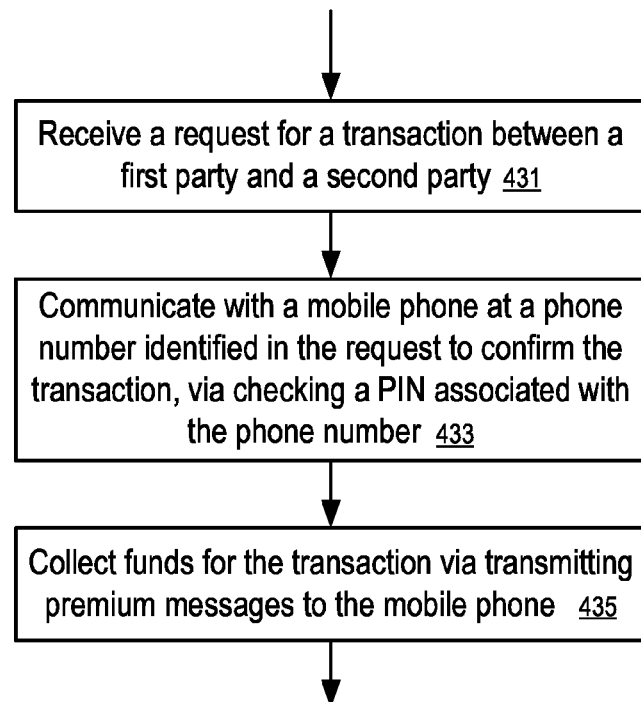 Receive a request for a transaction between a
first party and a second party 431
Communicate with a mobile phone at a phone
number identified in the request to confirm the
transaction, via checking a PIN associated with
the phone number 433
Collect funds for the transaction via transmitting
premium messages to the mobile phone 435